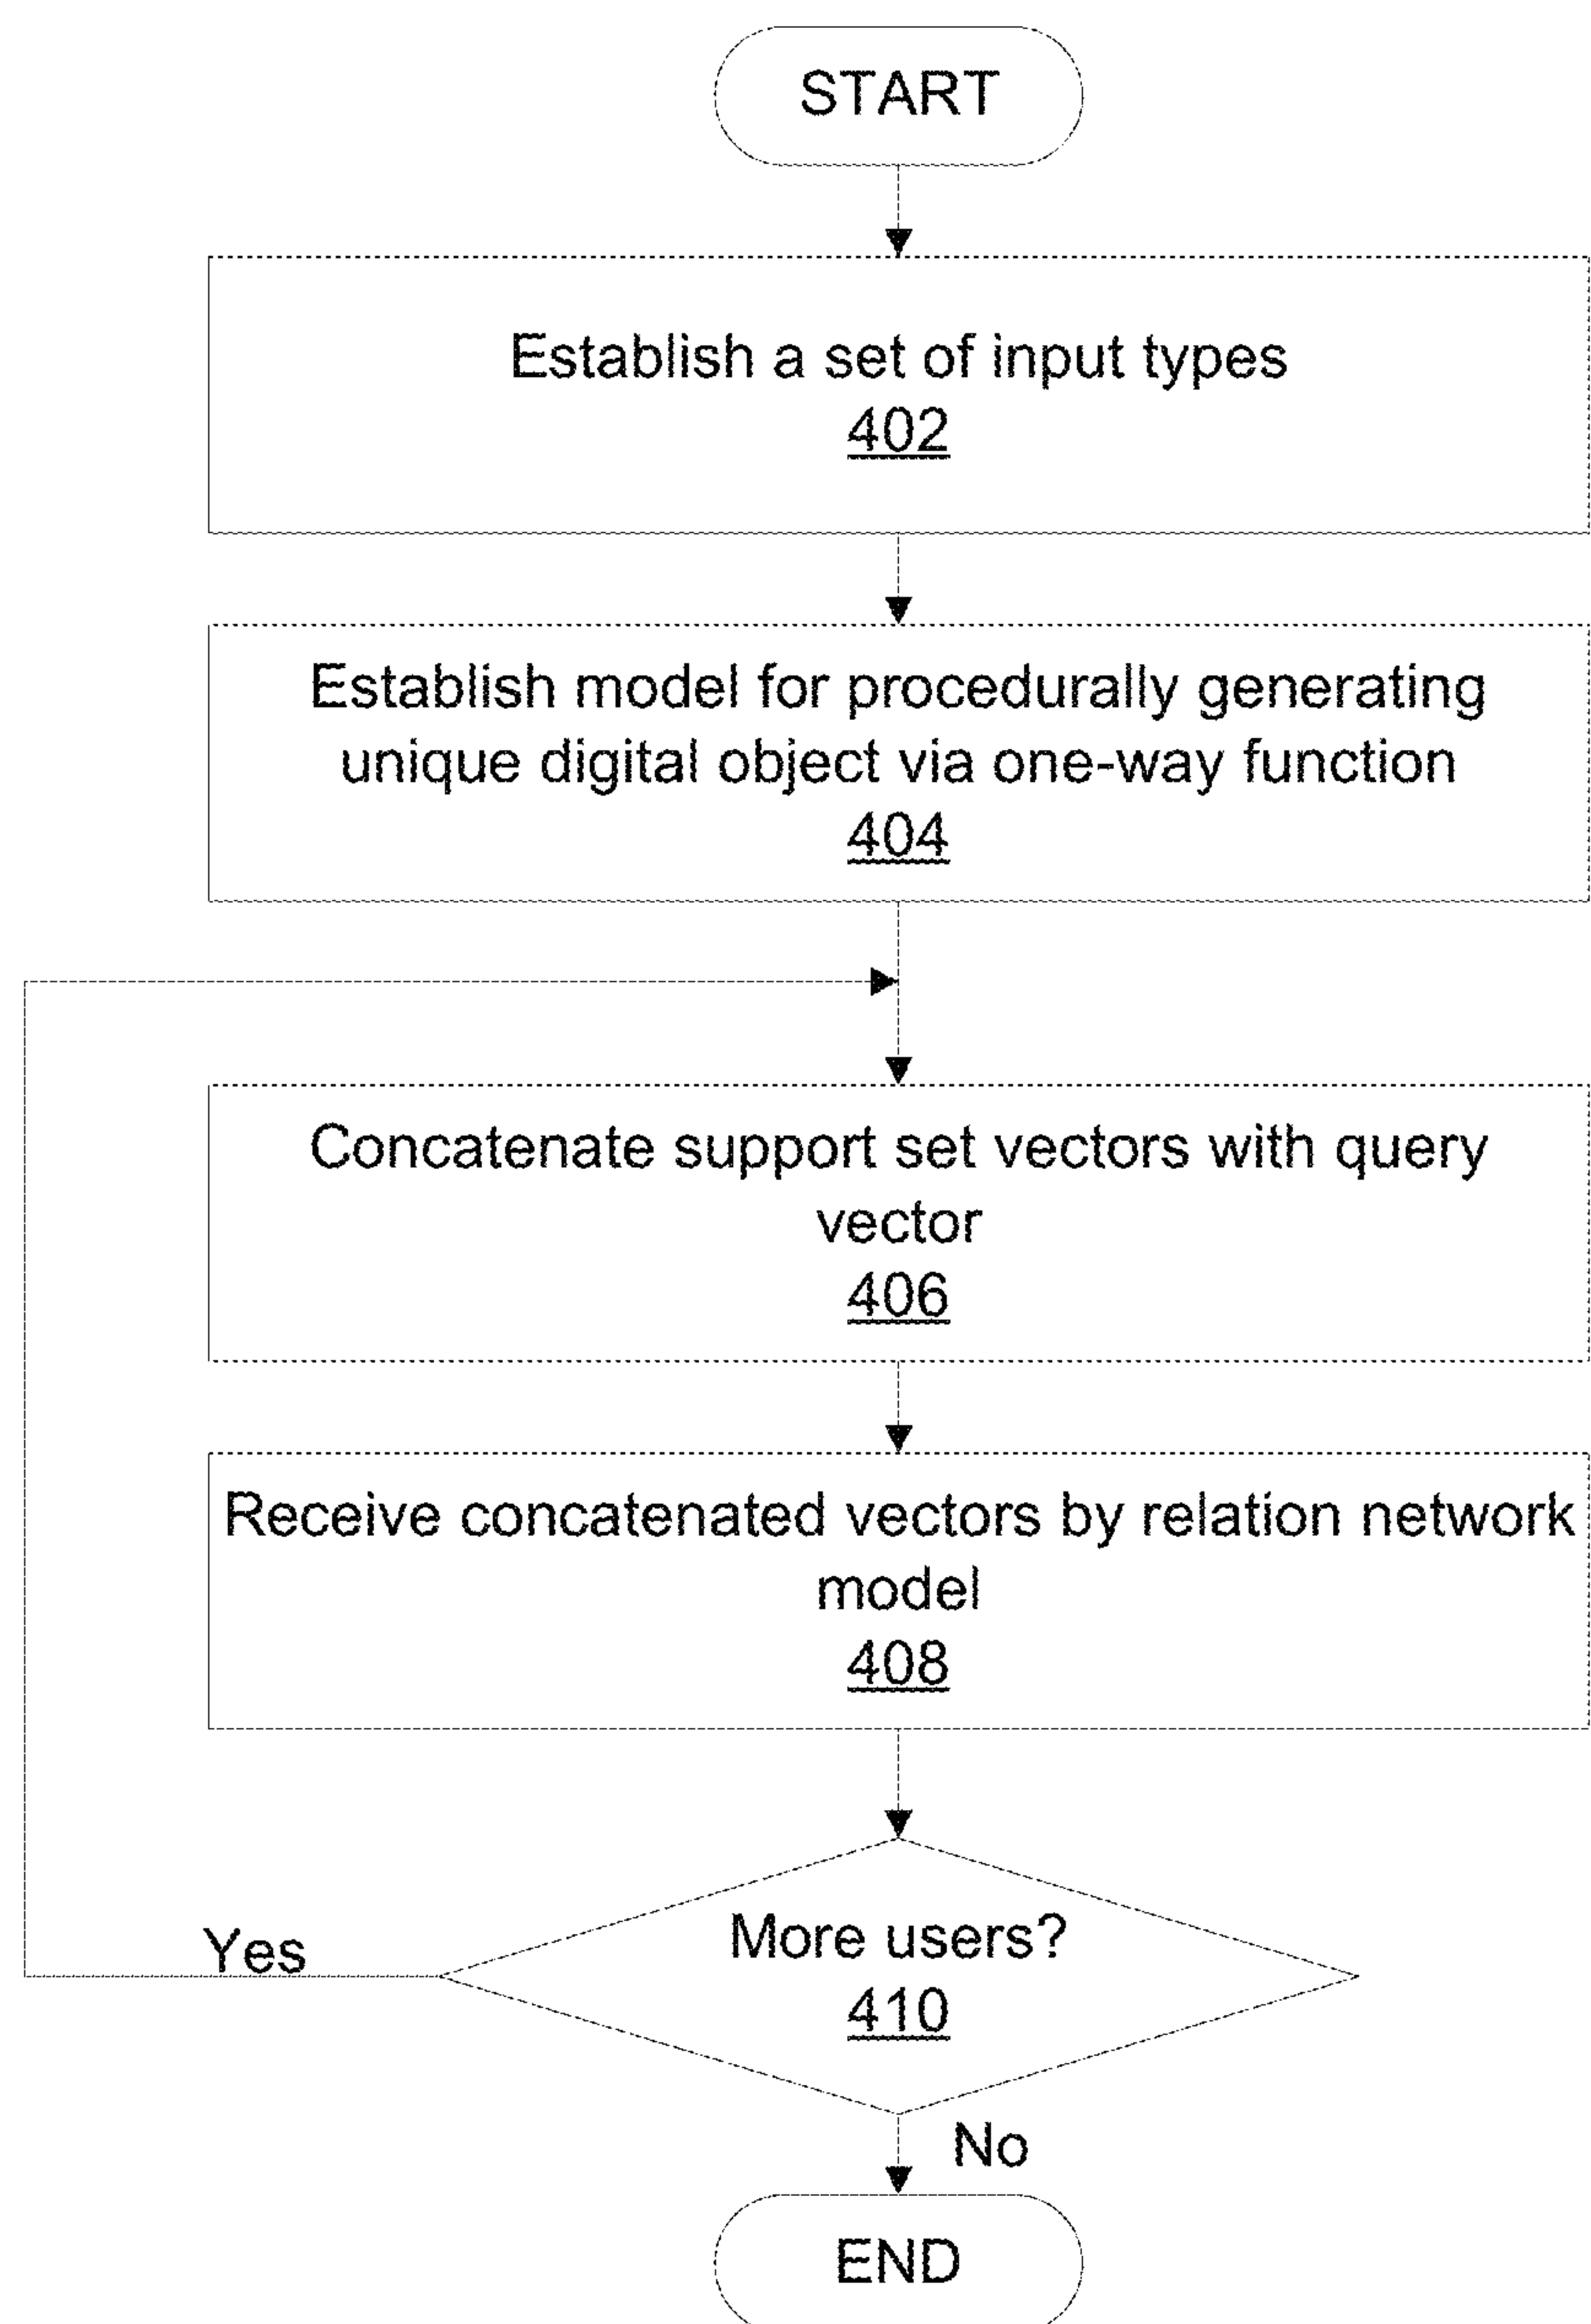 START
Establish a set of input types
402
Establish model for procedurally generating
unique digital object via one-way function
404
Concatenate support set vectors with query
vector
406
Receive concatenated vectors by relation network
model
408
More users?
410
Yes
No
END